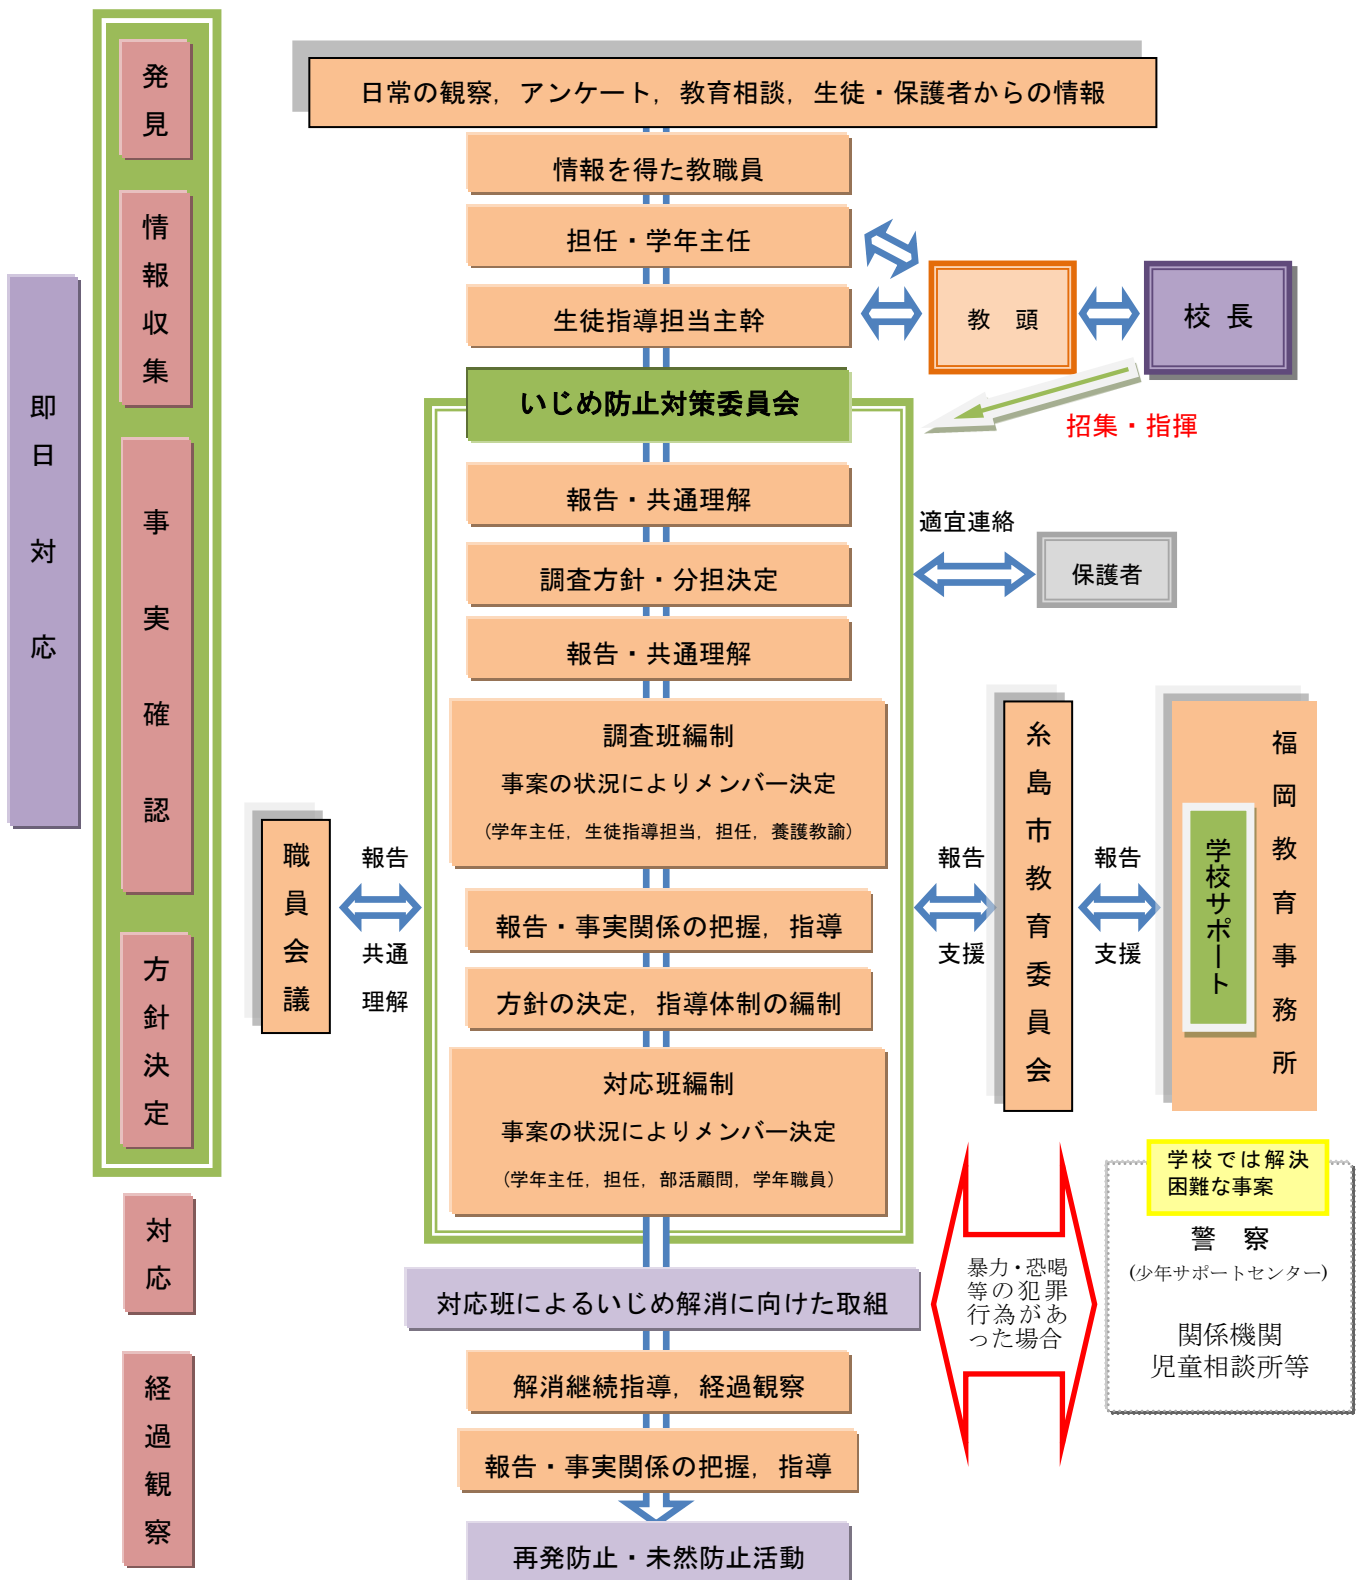 即日対応
発見
情報収集
事実確認
方針決定
対応
経過観察
日常の観察，アンケート，教育相談，生徒・保護者からの情報
情報を得た教職員
担任・学年主任
生徒指導担当主幹
教　頭
校 長
招集・指揮
いじめ防止対策委員会
報告・共通理解
調査方針・分担決定
報告・共通理解
適宜連絡
保護者
調査班編制
事案の状況によりメンバー決定
（学年主任，生徒指導担当，担任，養護教諭）
報告・事実関係の把握，指導
方針の決定，指導体制の編制
対応班編制
事案の状況によりメンバー決定
（学年主任，担任，部活顧問，学年職員）
職員会議
報告
共通
理解
報告
支援
糸島市教育委員会
報告
支援
福岡教育事務所
学校サポート
対応班によるいじめ解消に向けた取組
解消継続指導，経過観察
報告・事実関係の把握，指導
再発防止・未然防止活動
暴力・恐喝
等の犯罪
行為があ
った場合
学校では解決
困難な事案
警　察
(少年サポートセンター)
関係機関
児童相談所等